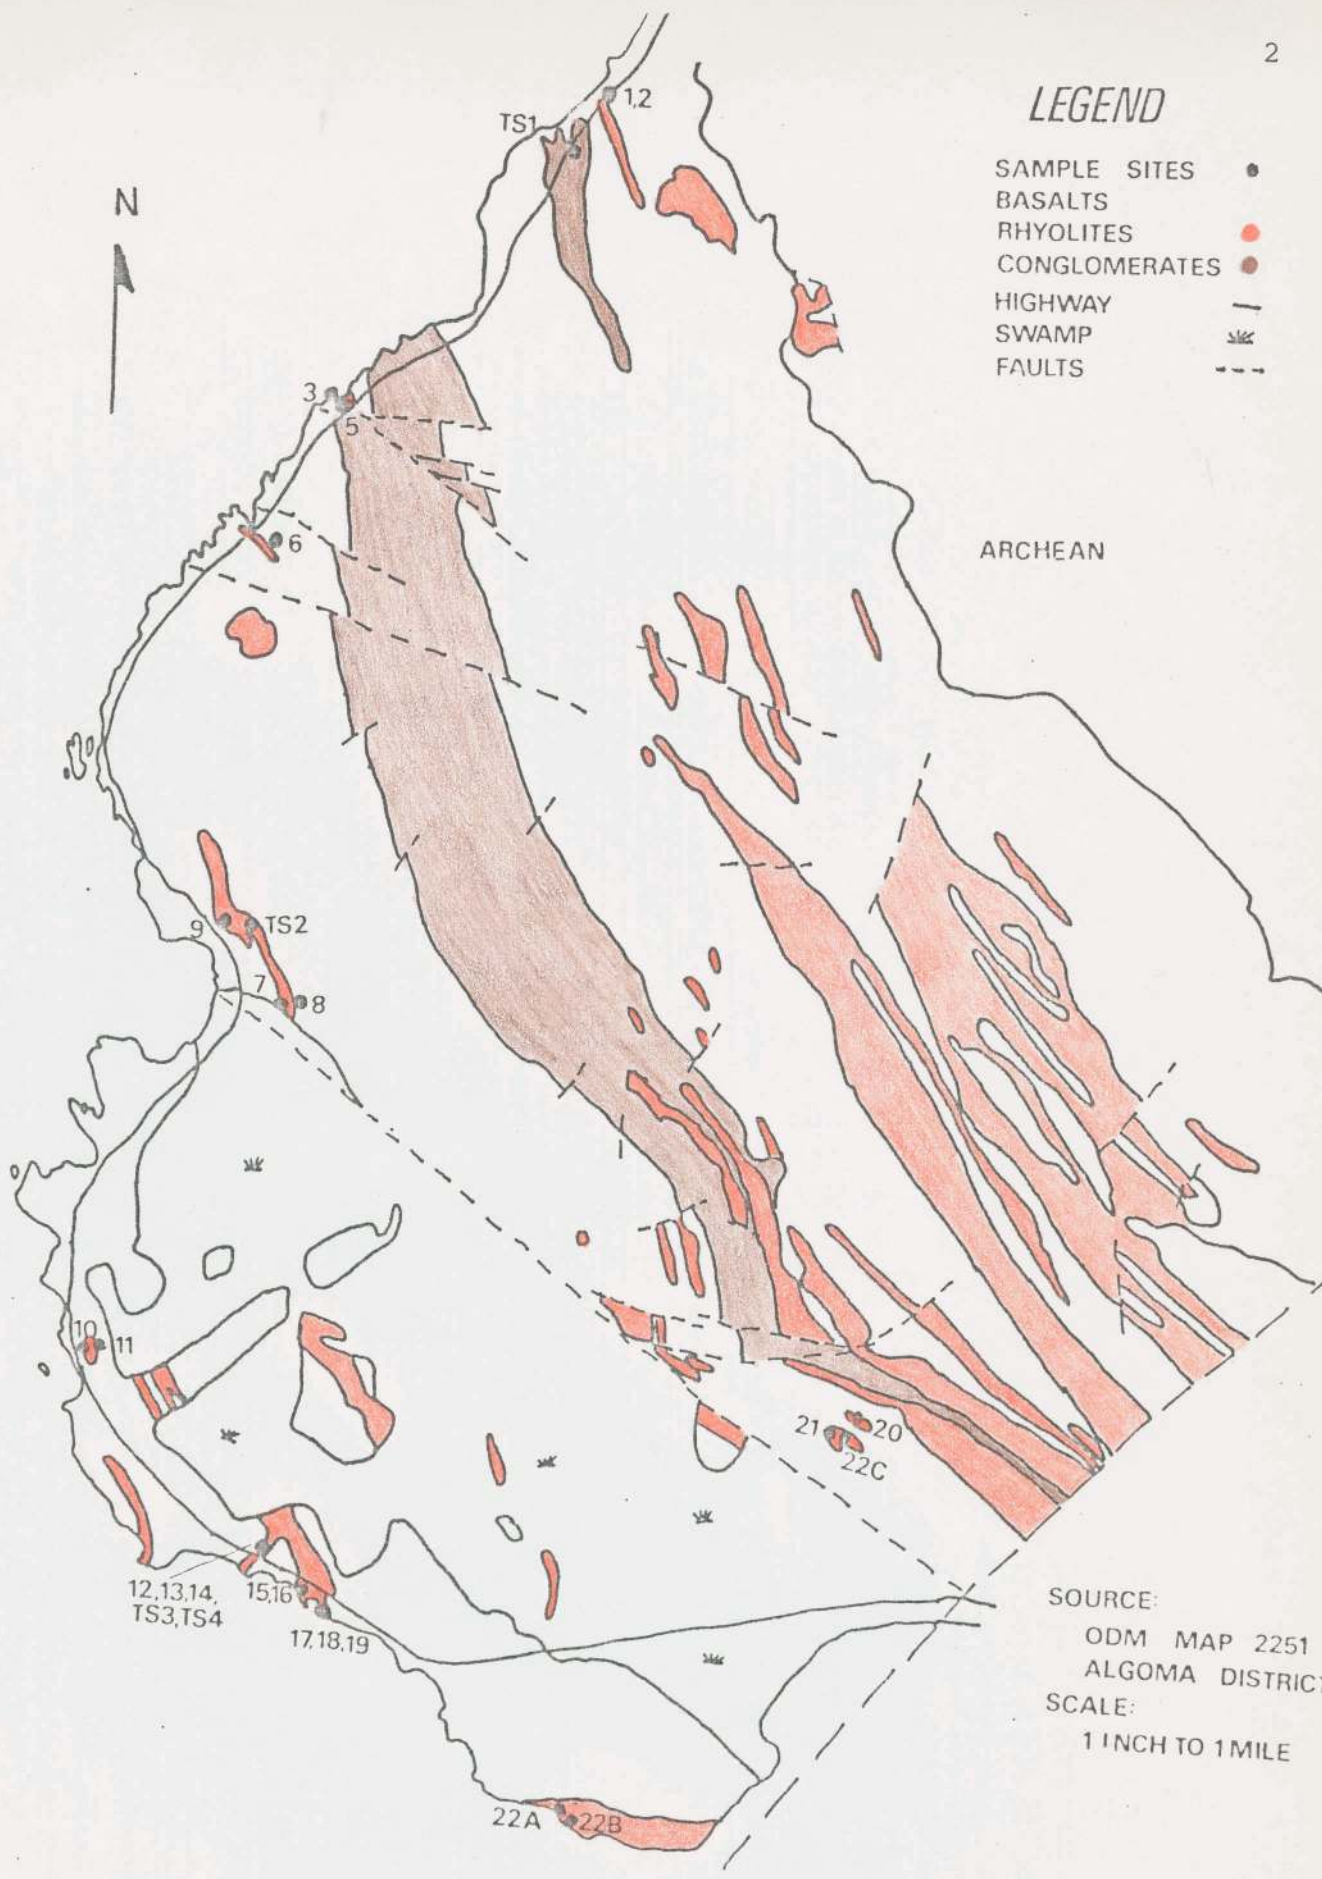 2
LEGEND
SAMPLE SITES
BASALTS
RHYOLITES
CONGLOMERATES
HIGHWAY
SWAMP
FAULTS
N
1,2
TS1
3
5
6
ARCHEAN
9
TS2
7
8
10
11
21
20
22C
12,13,14,
TS3,TS4
15,16
17,18,19
22A
22B
SOURCE:
ODM MAP 2251
ALGOMA DISTRICT
SCALE:
1 INCH TO 1 MILE